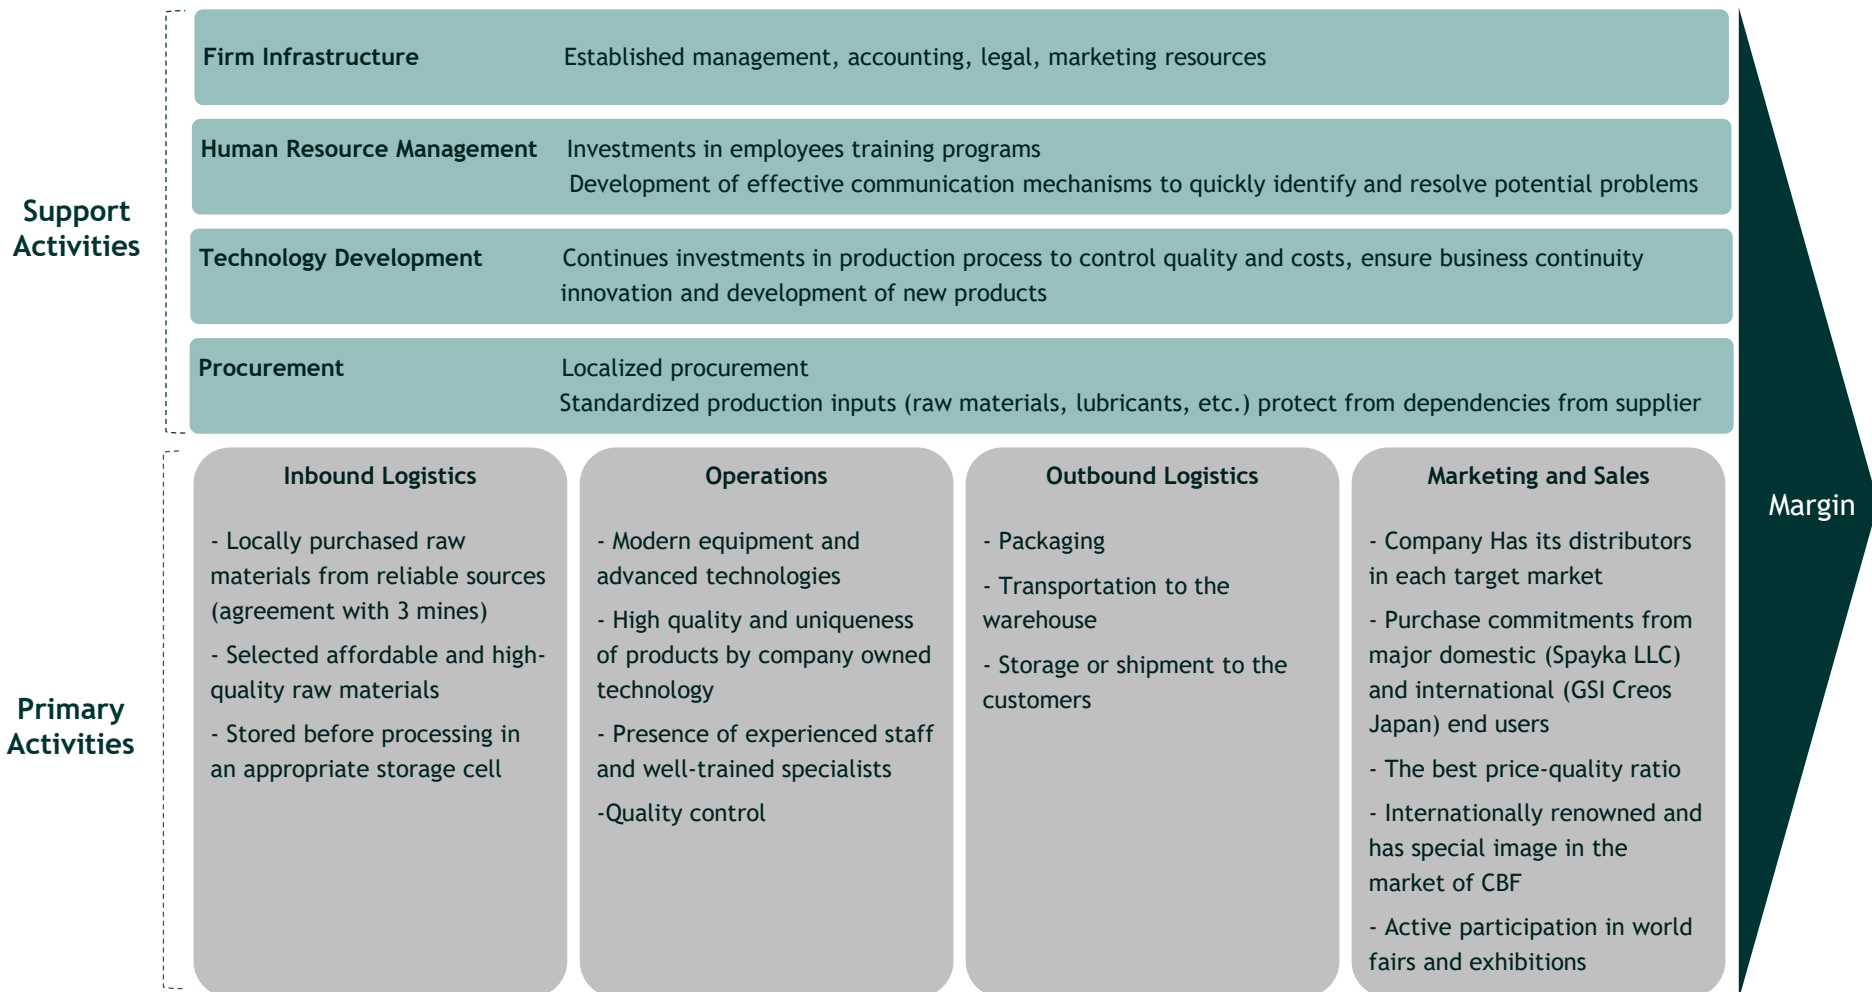 Support
Activities
Firm Infrastructure
Established management, accounting, legal, marketing resources
Human Resource Management
Investments in employees training programs
Development of effective communication mechanisms to quickly identify and resolve potential problems
Technology Development
Continues investments in production process to control quality and costs, ensure business continuity
innovation and development of new products
Procurement
Localized procurement
Standardized production inputs (raw materials, lubricants, etc.) protect from dependencies from supplier
Primary
Activities
Inbound Logistics
- Locally purchased raw
materials from reliable sources
(agreement with 3 mines)
- Selected affordable and high-
quality raw materials
- Stored before processing in
an appropriate storage cell
Operations
- Modern equipment and
advanced technologies
- High quality and uniqueness
of products by company owned
technology
- Presence of experienced staff
and well-trained specialists
-Quality control
Outbound Logistics
- Packaging
- Transportation to the
warehouse
- Storage or shipment to the
customers
Marketing and Sales
- Company Has its distributors
in each target market
- Purchase commitments from
major domestic (Spayka LLC)
and international (GSI Creos
Japan) end users
- The best price-quality ratio
- Internationally renowned and
has special image in the
market of CBF
- Active participation in world
fairs and exhibitions
Margin